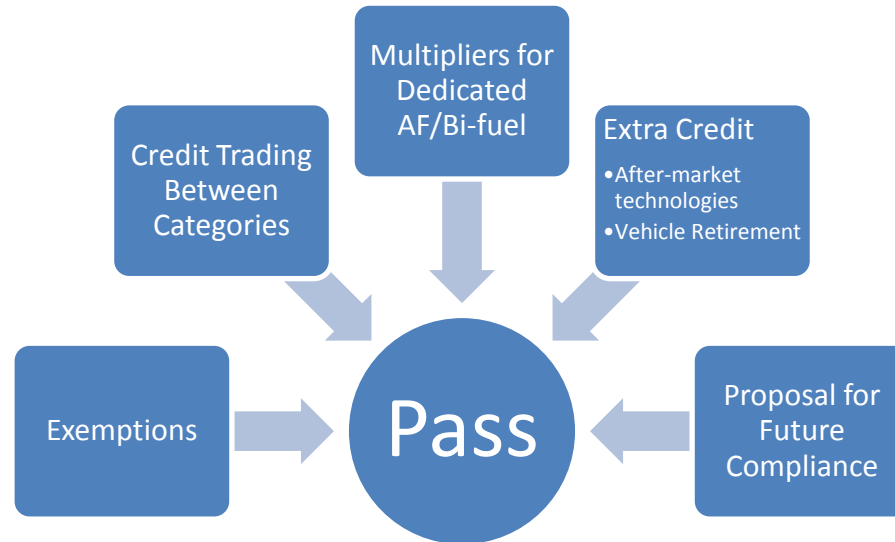 Multipliers for
Dedicated
AF/Bi-fuel
Credit Trading
Between
Categories
Extra Credit
•After-market
technologies
•Vehicle Retirement
Exemptions
Pass
Proposal for
Future
Compliance